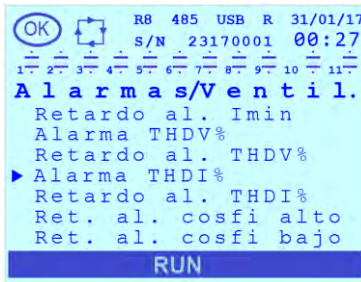 OK R8 485 USB R 31/01/17
S/N 23170001 00:27
1 2 3 4 5 6 7 8 9 10 11
Alarmas/Ventil.
Retardo al. Imin
Alarma THDV%
Retardo al. THDV%
▶ Alarma THDI%
Retardo al. THDI%
Ret. al. cosfi alto
Ret. al. cosfi bajo
RUN